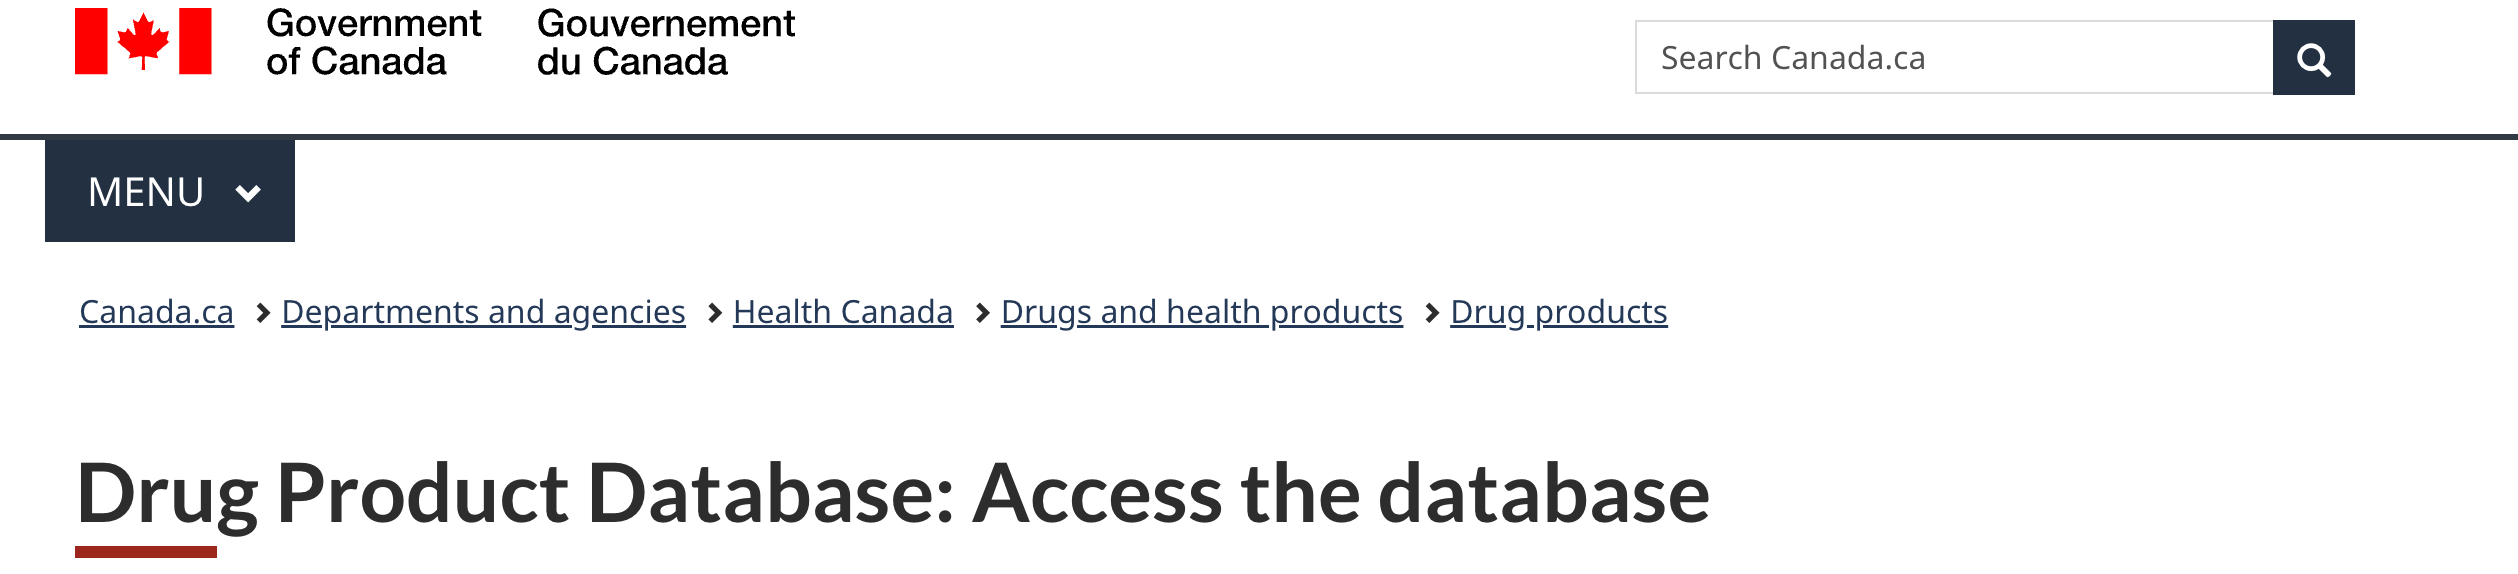 Government of Canada
Gouvernement du Canada
Search Canada.ca
MENU
Canada.ca > Departments and agencies > Health Canada > Drugs and health products > Drug products
Drug Product Database: Access the database